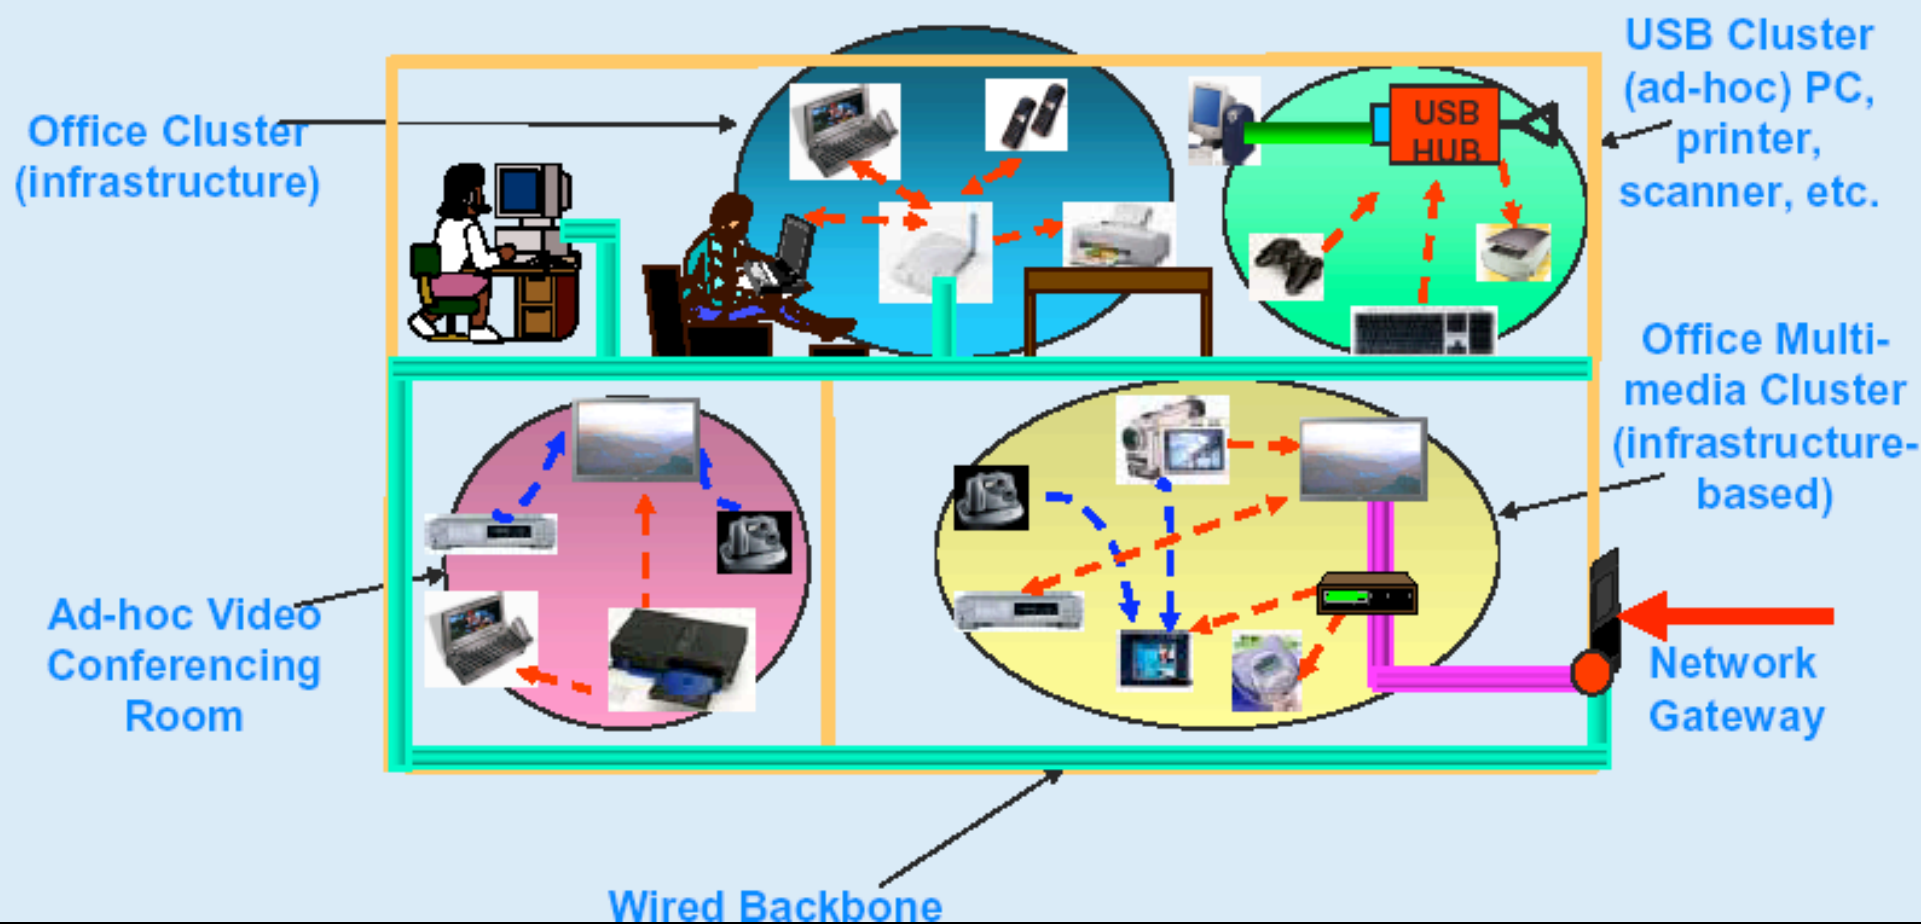 Office Cluster
(infrastructure)
USB
HUB
USB Cluster
(ad-hoc) PC,
printer,
scanner, etc.
Office Multi-
media Cluster
(infrastructure-
based)
Ad-hoc Video
Conferencing
Room
Network
Gateway
Wired Backbone